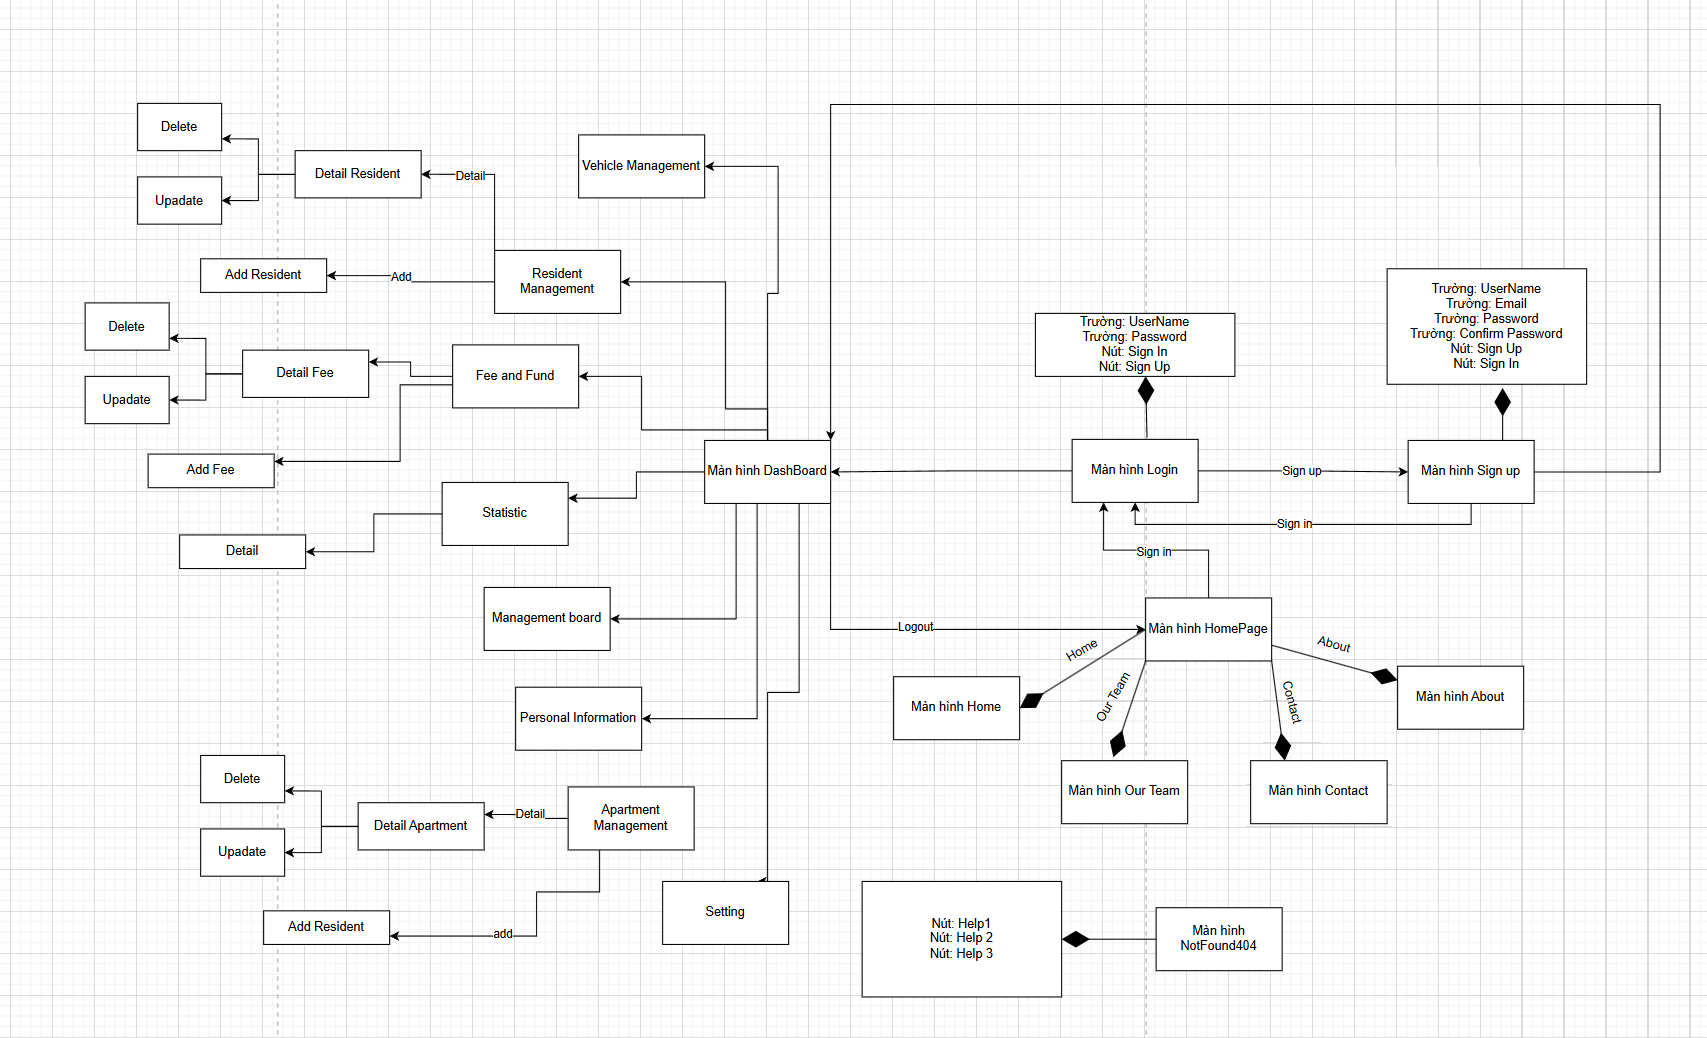 Delete
Upadate
Detail Resident
Detail
Vehicle Management
Add Resident
Add
Resident
Management
Delete
Upadate
Detail Fee
Fee and Fund
Add Fee
Statistic
Detail
Màn hình DashBoard
Management board
Personal Information
Delete
Upadate
Detail Apartment
Detail
Apartment
Management
Add Resident
add
Setting
Trường: UserName
Trường: Password
Nút: Sign In
Nút: Sign Up
Trường: UserName
Trường: Email
Trường: Password
Trường: Confirm Password
Nút: Sign Up
Nút: Sign In
Màn hình Login
Sign up
Màn hình Sign up
Sign in
Sign in
Logout
Màn hình HomePage
Home
Our Team
Contact
About
Màn hình Home
Màn hình Our Team
Màn hình Contact
Màn hình About
Nút: Help1
Nút: Help 2
Nút: Help 3
Màn hình
NotFound404